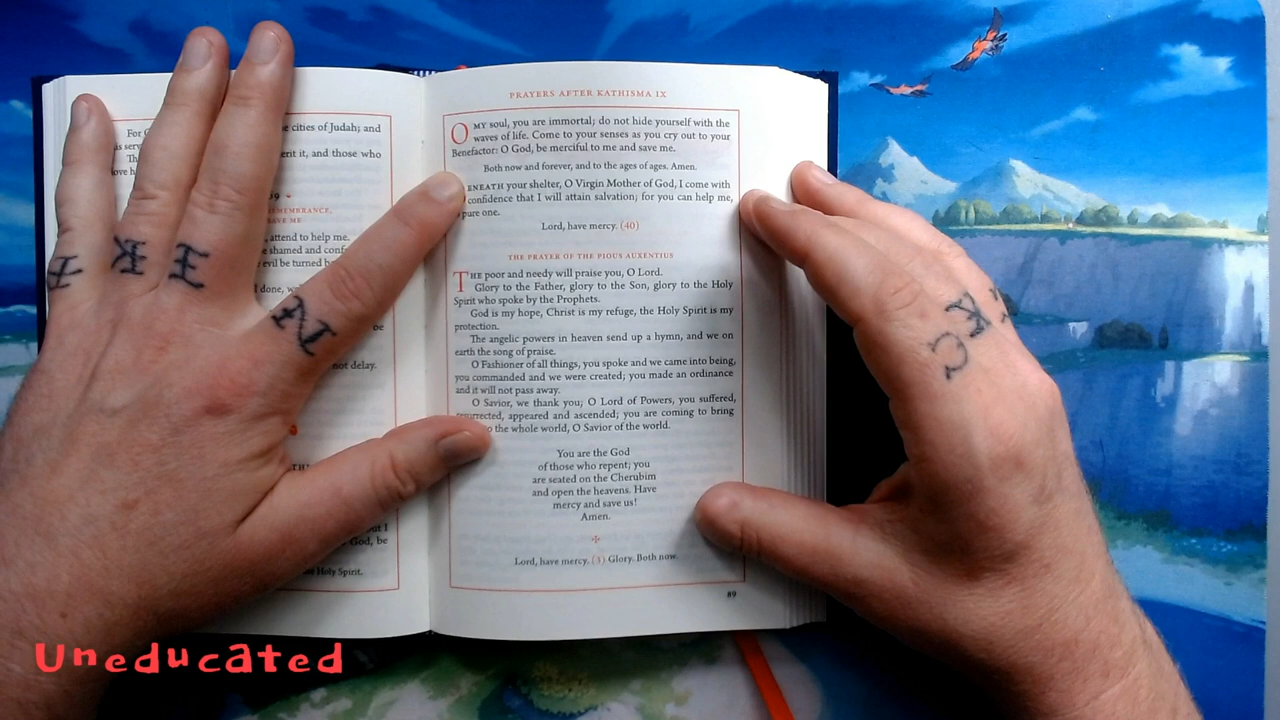 For G
e cities of Judah; and
erit it, and those who
EMEMBRANCE,
AVE ME
, attend to help me.
e shamed and conf
evil be turned b
done, we
be
not delay.
God, be
Holy Spirit.
PRAYERS AFTER KATHISMA IX
O MY soul, you are immortal; do not hide yourself with the
waves of life. Come to your senses as you cry out to your
Benefactor: O God, be merciful to me and save me.
Both now and forever, and to the ages of ages. Amen.
ENEATH your shelter, O Virgin Mother of God, I come with
confidence that I will attain salvation; for you can help me,
pure one.
Lord, have mercy. (40)
THE PRAYER OF THE PIOUS AUXENTIUS
THE poor and needy will praise you, O Lord.
Glory to the Father, glory to the Son, glory to the Holy
Spirit who spoke by the Prophets.
God is my hope, Christ is my refuge, the Holy Spirit is my
protection.
The angelic powers in heaven send up a hymn, and we on
earth the song of praise.
O Fashioner of all things, you spoke and we came into being,
you commanded and we were created; you made an ordinance
and it will not pass away.
O Savior, we thank you; O Lord of Powers, you suffered,
resurrected, appeared and ascended; you are coming to bring
to the whole world, O Savior of the world.
You are the God
of those who repent; you
are seated on the Cherubim
and open the heavens. Have
mercy and save us!
Amen.
Lord, have mercy. (3) Glory. Both now.
89
Uneducated